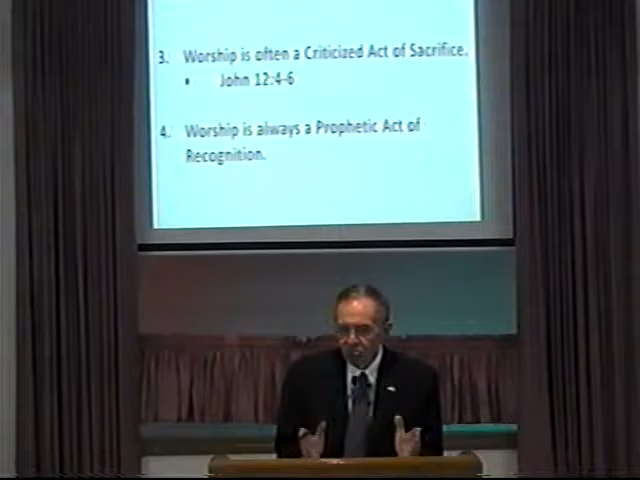 3. Worship is often a Criticized Act of Sacrifice.
• John 12:4-6
4. Worship is always a Prophetic Act of
Recognition.